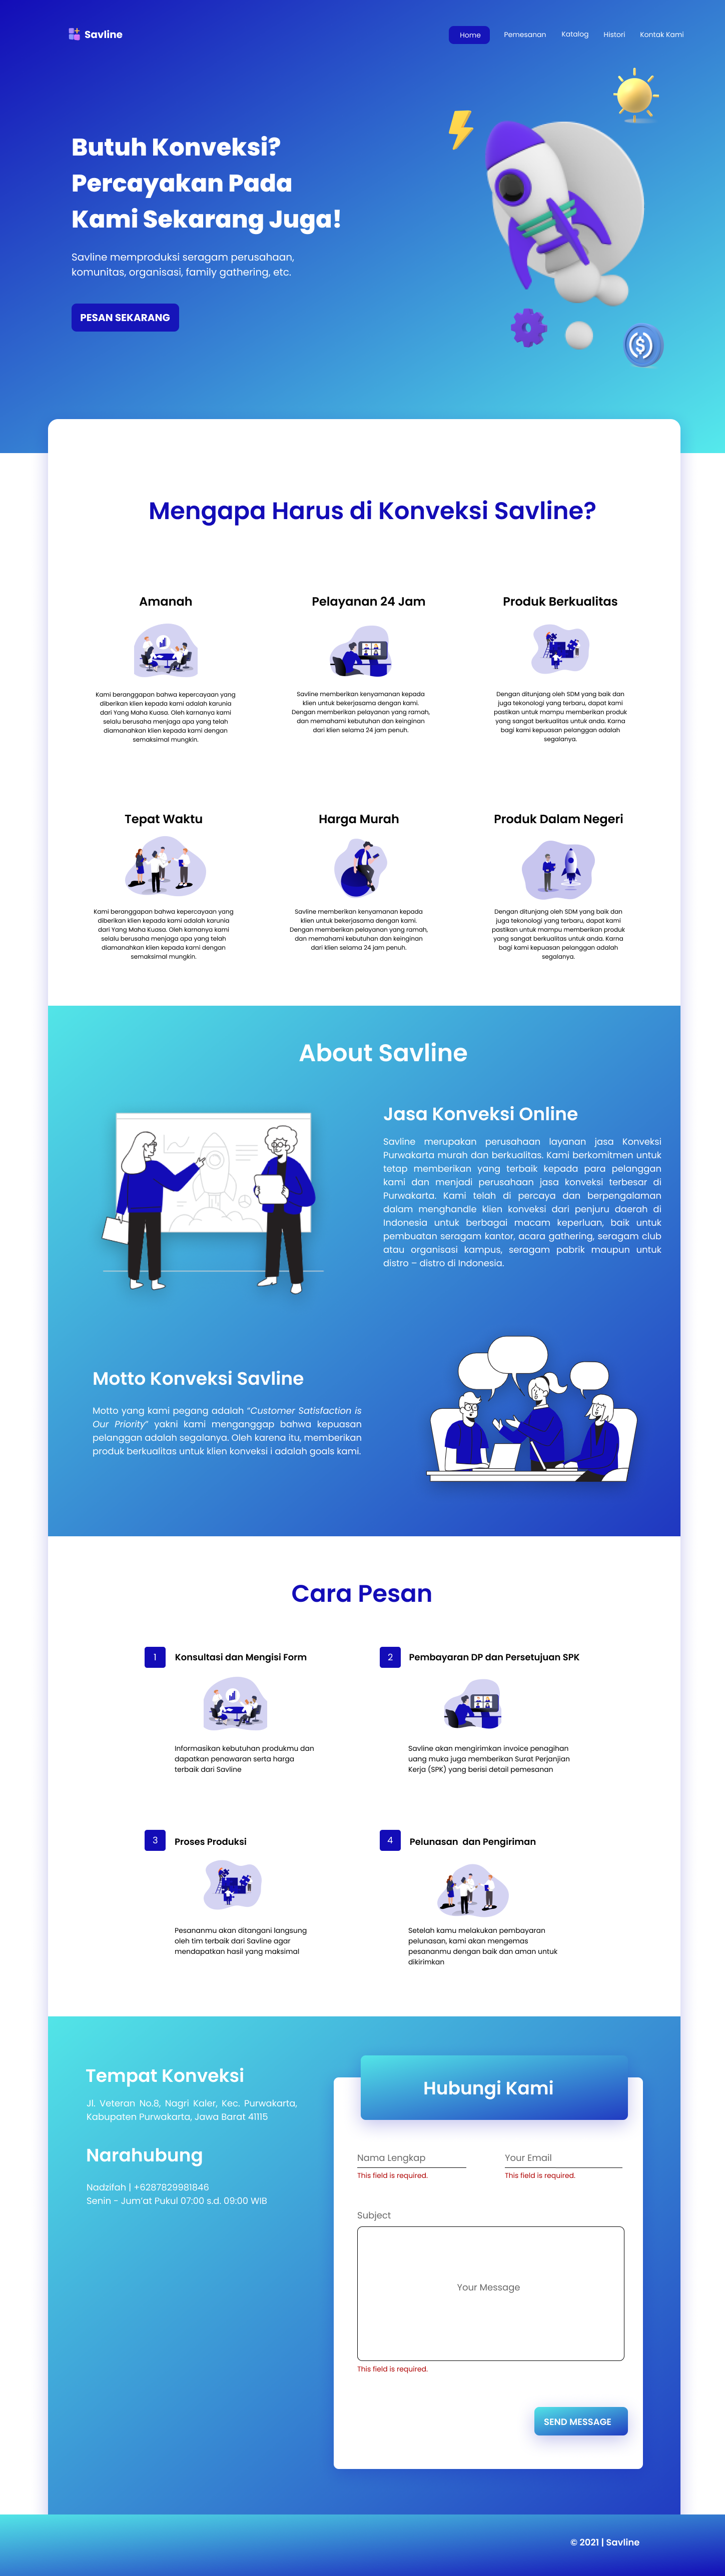 Savline
Home
Pemesanan
Katalog
Histori
Kontak Kami
Butuh Konveksi?
Percayakan Pada
Kami Sekarang Juga!
Savline memproduksi seragam perusahaan,
komunitas, organisasi, family gathering, etc.
PESAN SEKARANG
Mengapa Harus di Konveksi Savline?
Amanah
Kami beranggapan bahwa kepercayaan yang
diberikan klien kepada kami adalah karunia
dari Yang Maha Kuasa. Oleh karnanya kami
selalu berusaha menjaga apa yang telah
diamanahkan klien kepada kami dengan
semaksimal mungkin.
Pelayanan 24 Jam
Savline memberikan kenyamanan kepada
klien untuk bekerjasama dengan kami.
Dengan memberikan pelayanan yang ramah,
dan memahami kebutuhan dan keinginan
dari klien selama 24 jam penuh.
Produk Berkualitas
Dengan ditunjang oleh SDM yang baik dan
juga tekonologi yang terbaru, dapat kami
pastikan untuk mampu memberikan produk
yang sangat berkualitas untuk anda. Karna
bagi kami kepuasan pelanggan adalah
segalanya.
Tepat Waktu
Kami beranggapan bahwa kepercayaan yang
diberikan klien kepada kami adalah karunia
dari Yang Maha Kuasa. Oleh karnanya kami
selalu berusaha menjaga apa yang telah
diamanahkan klien kepada kami dengan
semaksimal mungkin.
Harga Murah
Savline memberikan kenyamanan kepada
klien untuk bekerjasama dengan kami.
Dengan memberikan pelayanan yang ramah,
dan memahami kebutuhan dan keinginan
dari klien selama 24 jam penuh.
Produk Dalam Negeri
Dengan ditunjang oleh SDM yang baik dan
juga tekonologi yang terbaru, dapat kami
pastikan untuk mampu memberikan produk
yang sangat berkualitas untuk anda. Karna
bagi kami kepuasan pelanggan adalah
segalanya.
About Savline
Jasa Konveksi Online
Savline merupakan perusahaan layanan jasa Konveksi
Purwakarta murah dan berkualitas. Kami berkomitmen untuk
tetap memberikan yang terbaik kepada para pelanggan
kami dan menjadi perusahaan jasa konveksi terbesar di
Purwakarta. Kami telah di percaya dan berpengalaman
dalam menghandle klien konveksi dari penjuru daerah di
Indonesia untuk berbagai macam keperluan, baik untuk
pembuatan seragam kantor, acara gathering, seragam club
atau organisasi kampus, seragam pabrik maupun untuk
distro – distro di Indonesia.
Motto Konveksi Savline
Motto yang kami pegang adalah “Customer Satisfaction is
Our Priority” yakni kami menganggap bahwa kepuasan
pelanggan adalah segalanya. Oleh karena itu, memberikan
produk berkualitas untuk klien konveksi i adalah goals kami.
Cara Pesan
1
Konsultasi dan Mengisi Form
Informasikan kebutuhan produkmu dan
dapatkan penawaran serta harga
terbaik dari Savline
2
Pembayaran DP dan Persetujuan SPK
Savline akan mengirimkan invoice penagihan
uang muka juga memberikan Surat Perjanjian
Kerja (SPK) yang berisi detail pemesanan
3
Proses Produksi
Pesananmu akan ditangani langsung
oleh tim terbaik dari Savline agar
mendapatkan hasil yang maksimal
4
Pelunasan dan Pengiriman
Setelah kamu melakukan pembayaran
pelunasan, kami akan mengemas
pesananmu dengan baik dan aman untuk
dikirimkan
Tempat Konveksi
Jl. Veteran No.8, Nagri Kaler, Kec. Purwakarta,
Kabupaten Purwakarta, Jawa Barat 41115
Narahubung
Nadzifah | +6287829981846
Senin - Jum'at Pukul 07:00 s.d. 09:00 WIB
Hubungi Kami
Nama Lengkap
This field is required.
Your Email
This field is required.
Subject
Your Message
This field is required.
SEND MESSAGE
© 2021 | Savline